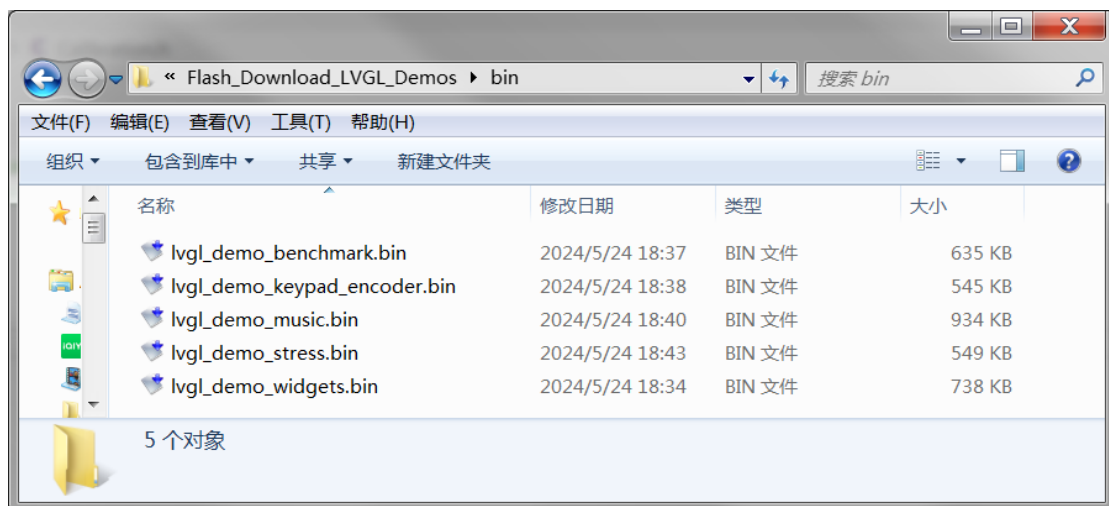 « Flash_Download_LVGL_Demos ▸ bin 搜索 bin
文件(F) 编辑(E) 查看(V) 工具(T) 帮助(H)
组织 包含到库中 共享 新建文件夹
名称 修改日期 类型 大小
lvgl_demo_benchmark.bin 2024/5/24 18:37 BIN 文件 635 KB
lvgl_demo_keypad_encoder.bin 2024/5/24 18:38 BIN 文件 545 KB
lvgl_demo_music.bin 2024/5/24 18:40 BIN 文件 934 KB
lvgl_demo_stress.bin 2024/5/24 18:43 BIN 文件 549 KB
lvgl_demo_widgets.bin 2024/5/24 18:34 BIN 文件 738 KB
5 个对象